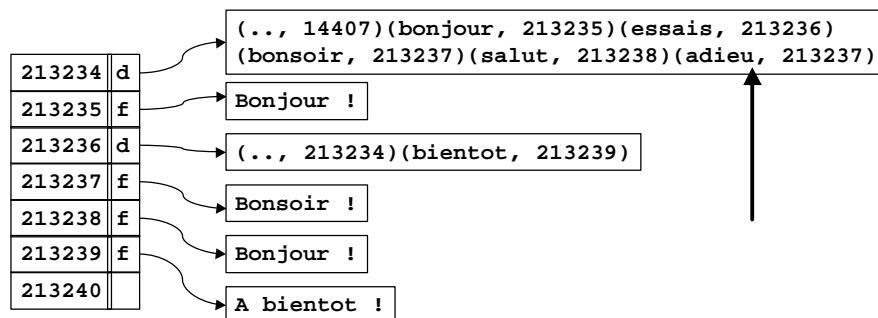 (.., 14407)(bonjour, 213235)(essais, 213236)
(bonsoir, 213237)(salut, 213238)(adieu, 213237)
213234 d
213235 f
Bonjour !
213236 d
(.., 213234)(bientot, 213239)
213237 f
Bonsoir !
213238 f
Bonjour !
213239 f
213240
A bientot !